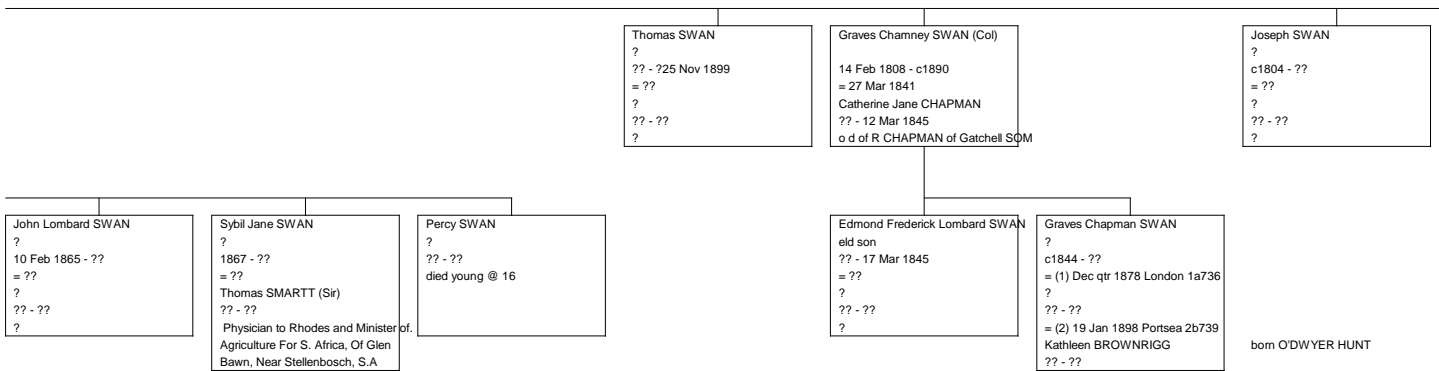 Thomas SWAN
?
?? - ?25 Nov 1899
= ??
?
?? - ??
?
Graves Chamney SWAN (Col)
14 Feb 1808 - c1890
= 27 Mar 1841
Catherine Jane CHAPMAN
?? - 12 Mar 1845
o d of R CHAPMAN of Gatchell SOM
Joseph SWAN
?
c1804 - ??
= ??
?
?? - ??
?
John Lombard SWAN
?
10 Feb 1865 - ??
= ??
?
?? - ??
?
Sybil Jane SWAN
?
1867 - ??
= ??
Thomas SMARTT (Sir)
?? - ??
Physician to Rhodes and Minister of.
Agriculture For S. Africa, Of Glen
Bawn, Near Stellenbosch, S.A
Percy SWAN
?
?? - ??
died young @ 16
Edmond Frederick Lombard SWAN
eld son
?? - 17 Mar 1845
= ??
?
?? - ??
?
Graves Chapman SWAN
?
c1844 - ??
= (1) Dec qtr 1878 London 1a736
?
?? - ??
= (2) 19 Jan 1898 Portsea 2b739
Kathleen BROWNRIGG
?? - ??
born O'DWYER HUNT